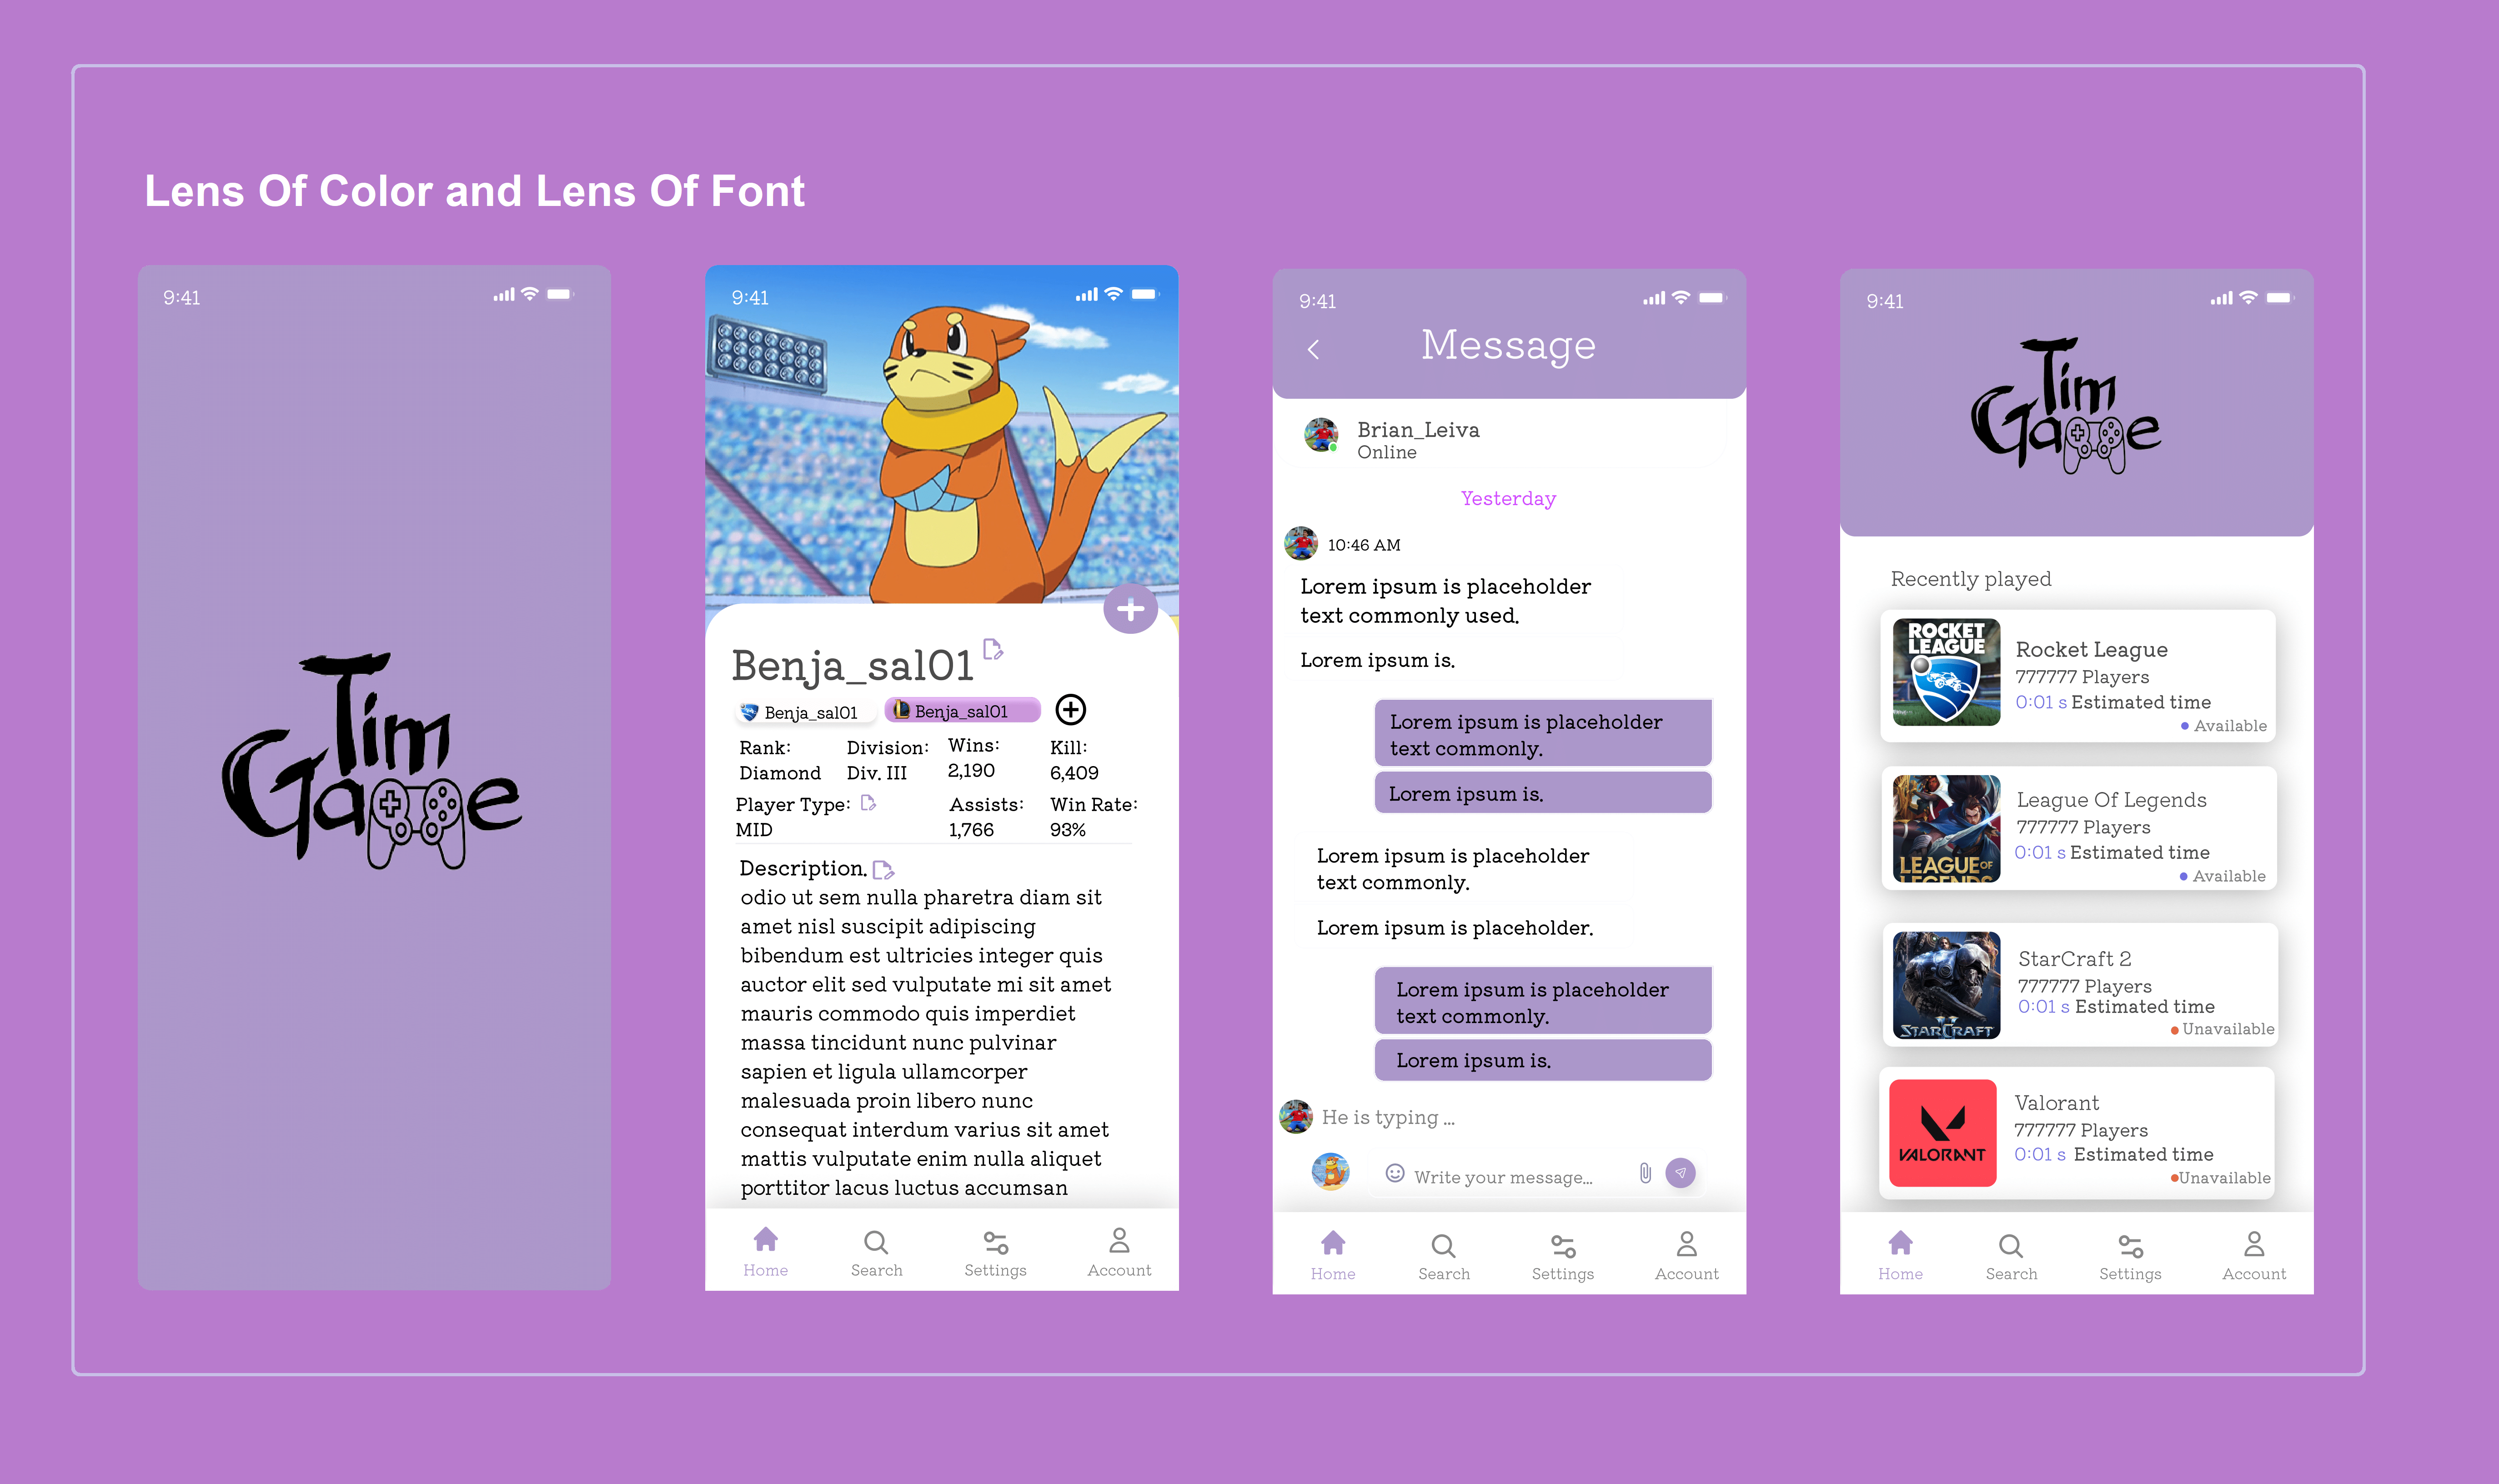 Lens Of Color and Lens Of Font
9:41
Tim
Game
9:41
Benja_sal01
Benja_sal01
Benja_sal01
Rank:
Diamond
Division:
Div. III
Wins:
2,190
Kill:
6,409
Player Type:
MID
Assists:
1,766
Win Rate:
93%
Description.
odio ut sem nulla pharetra diam sit
amet nisl suscipit adipiscing
bibendum est ultricies integer quis
auctor elit sed vulputate mi sit amet
mauris commodo quis imperdiet
massa tincidunt nunc pulvinar
sapien et ligula ullamcorper
malesuada proin libero nunc
consequat interdum varius sit amet
mattis vulputate enim nulla aliquet
porttitor lacus luctus accumsan
Home
Search
Settings
Account
9:41
Message
Brian_Leiva
Online
Yesterday
10:46 AM
Lorem ipsum is placeholder
text commonly used.
Lorem ipsum is.
Lorem ipsum is placeholder
text commonly.
Lorem ipsum is.
Lorem ipsum is placeholder
text commonly.
Lorem ipsum is placeholder.
Lorem ipsum is placeholder
text commonly.
Lorem ipsum is.
He is typing ...
Write your message...
Home
Search
Settings
Account
9:41
Tim
Game
Recently played
ROCKET
LEAGUE
Rocket League
777777 Players
0:01 s Estimated time
Available
LEAGUE OF
LEGENDS
League Of Legends
777777 Players
0:01 s Estimated time
Available
STARCRAFT
II
StarCraft 2
777777 Players
0:01 s Estimated time
Unavailable
VALORANT
Valorant
777777 Players
0:01 s Estimated time
Unavailable
Home
Search
Settings
Account